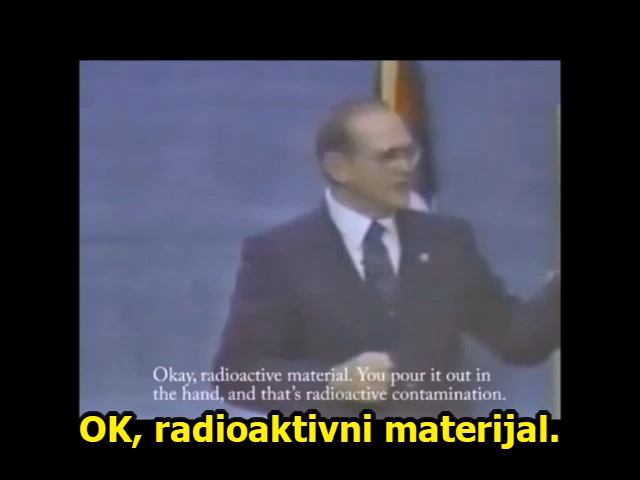 Okay, radioactive material. You pour it out in
the hand, and that's radioactive contamination.
OK, radioaktivni materijal.